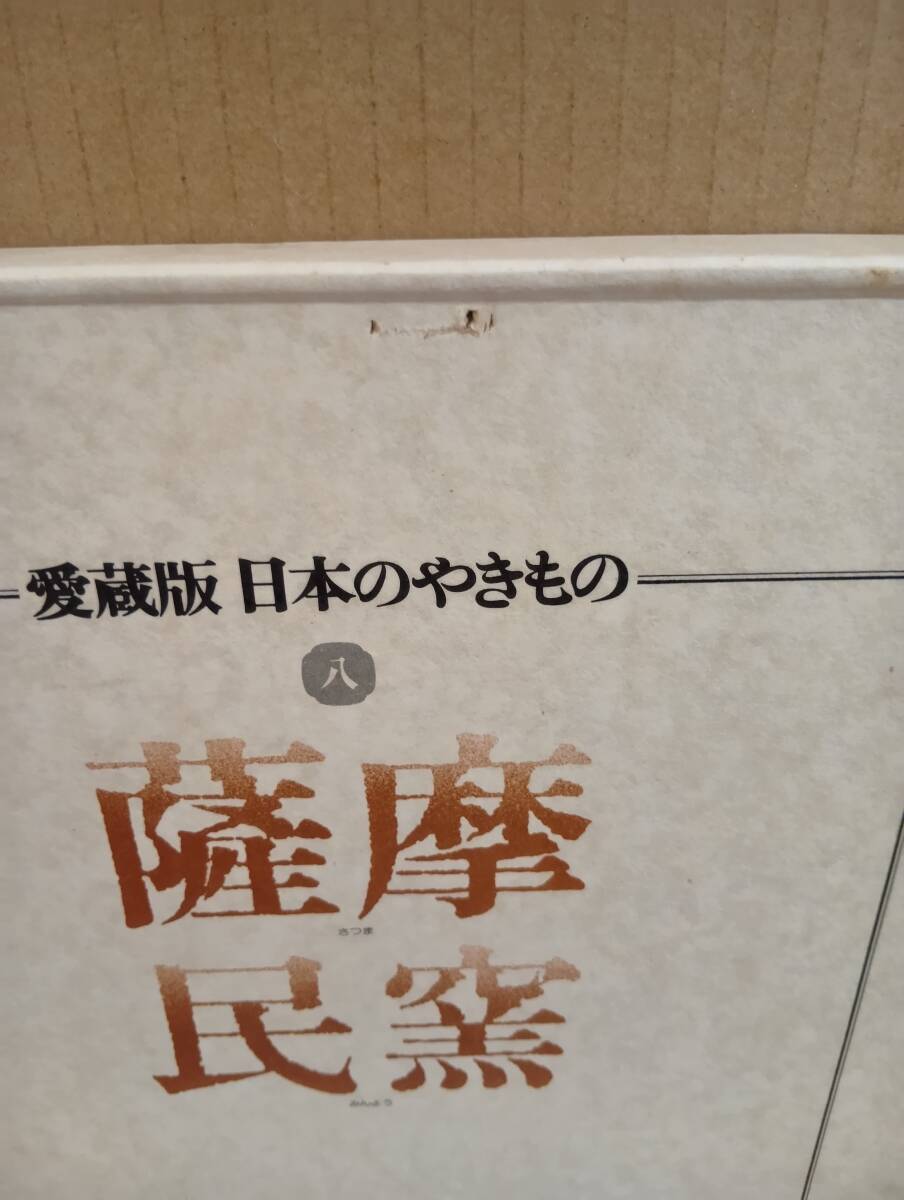 愛蔵版 日本のやきもの
八
薩摩
さつま
民窯
みんよう